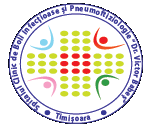 Spitalul Clinic de Boli Infecțioase și Pneumoftiziologie "Dr. Victor Babeș"
Timișoara